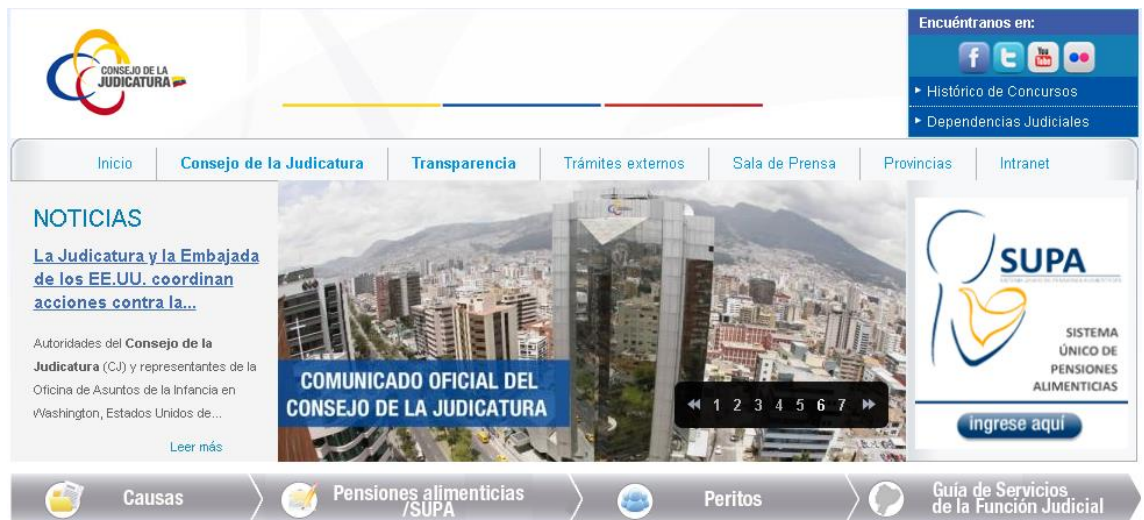 Encuéntranos en:
CONSEJO DE LA
JUDICATURA
You
Tube
Histórico de Concursos
Dependencias Judiciales
Inicio
Consejo de la Judicatura
Transparencia
Trámites externos
Sala de Prensa
Provincias
Intranet
NOTICIAS
La Judicatura y la Embajada
de los EE.UU. coordinan
acciones contra la...
Autoridades del Consejo de la
Judicatura (CJ) y representantes de la
Oficina de Asuntos de la Infancia en
Washington, Estados Unidos de...
Leer más
COMUNICADO OFICIAL DEL
CONSEJO DE LA JUDICATURA
1 2 3 4 5 6 7
SUPA
SISTEMA
ÚNICO DE
PENSIONES
ALIMENTICIAS
ingrese aquí
Causas
Pensiones alimenticias
/SUPA
Peritos
Guía de Servicios
de la Función Judicial